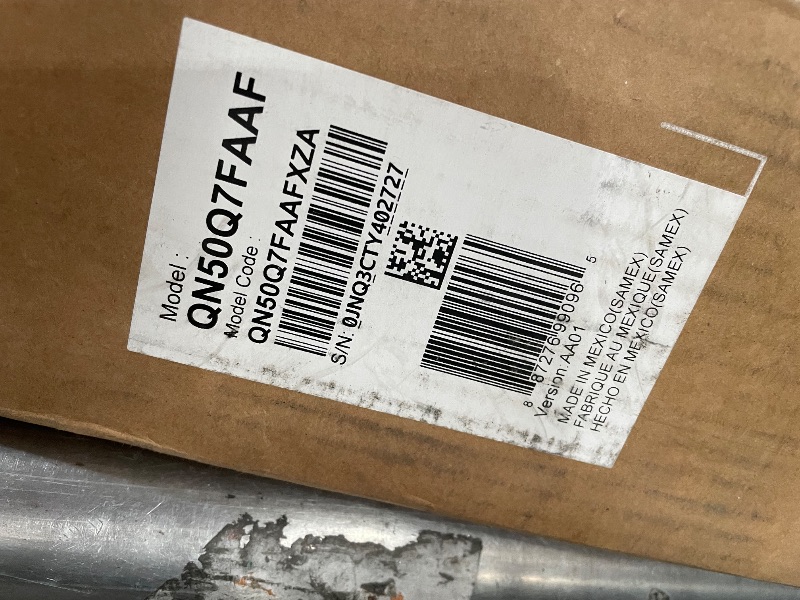 Model :
QN50Q7FAAF
Model Code :
QN50Q7FAAFXZA
S/N: 0JNQ3CTY402727
8 87276 99096 5
Version: AA01
MADE IN MEXICO(SAMEX)
FABRIQUE AU MEXIQUE(SAMEX)
HECHO EN MEXICO(SAMEX)